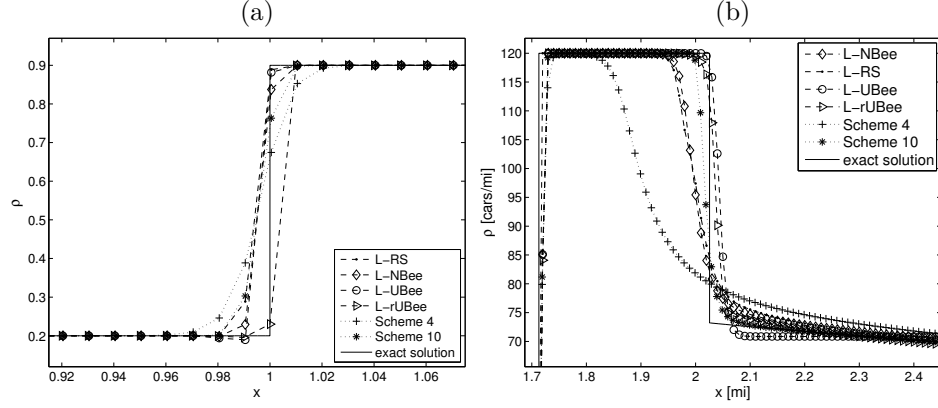 (a)
0.9
0.8
0.7
0.6
0.5
0.4
0.3
0.2
ρ
0.92 0.94 0.96 0.98 1.00 1.02 1.04 1.06
x
L−RS
L−NBee
L−UBee
L−rUBee
Scheme 4
Scheme 10
exact solution
(b)
120
115
110
105
100
95
90
85
80
75
70
ρ [cars/mi]
1.7 1.8 1.9 2 2.1 2.2 2.3 2.4
x [mi]
L−NBee
L−RS
L−UBee
L−rUBee
Scheme 4
Scheme 10
exact solution